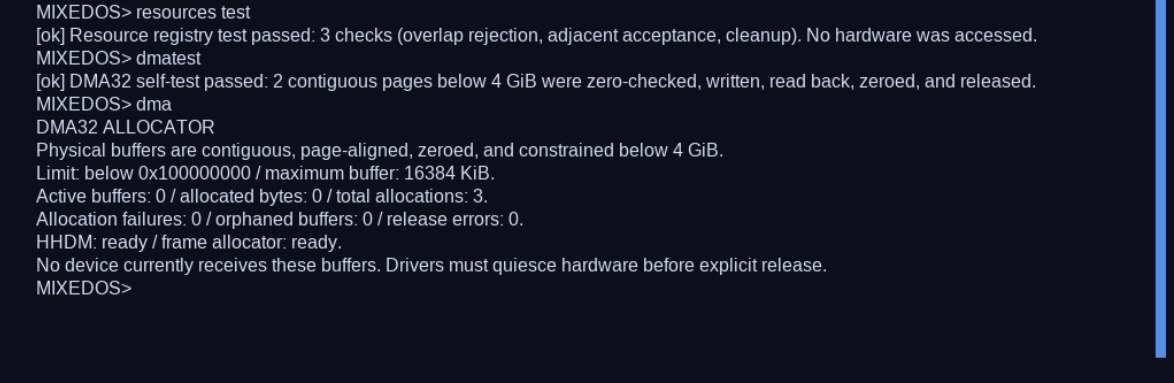 MIXEDOS> resources test
[ok] Resource registry test passed: 3 checks (overlap rejection, adjacent acceptance, cleanup). No hardware was accessed.
MIXEDOS> dmatest
[ok] DMA32 self-test passed: 2 contiguous pages below 4 GiB were zero-checked, written, read back, zeroed, and released.
MIXEDOS> dma
DMA32 ALLOCATOR
Physical buffers are contiguous, page-aligned, zeroed, and constrained below 4 GiB.
Limit: below 0x100000000 / maximum buffer: 16384 KiB.
Active buffers: 0 / allocated bytes: 0 / total allocations: 3.
Allocation failures: 0 / orphaned buffers: 0 / release errors: 0.
HHDM: ready / frame allocator: ready.
No device currently receives these buffers. Drivers must quiesce hardware before explicit release.
MIXEDOS>